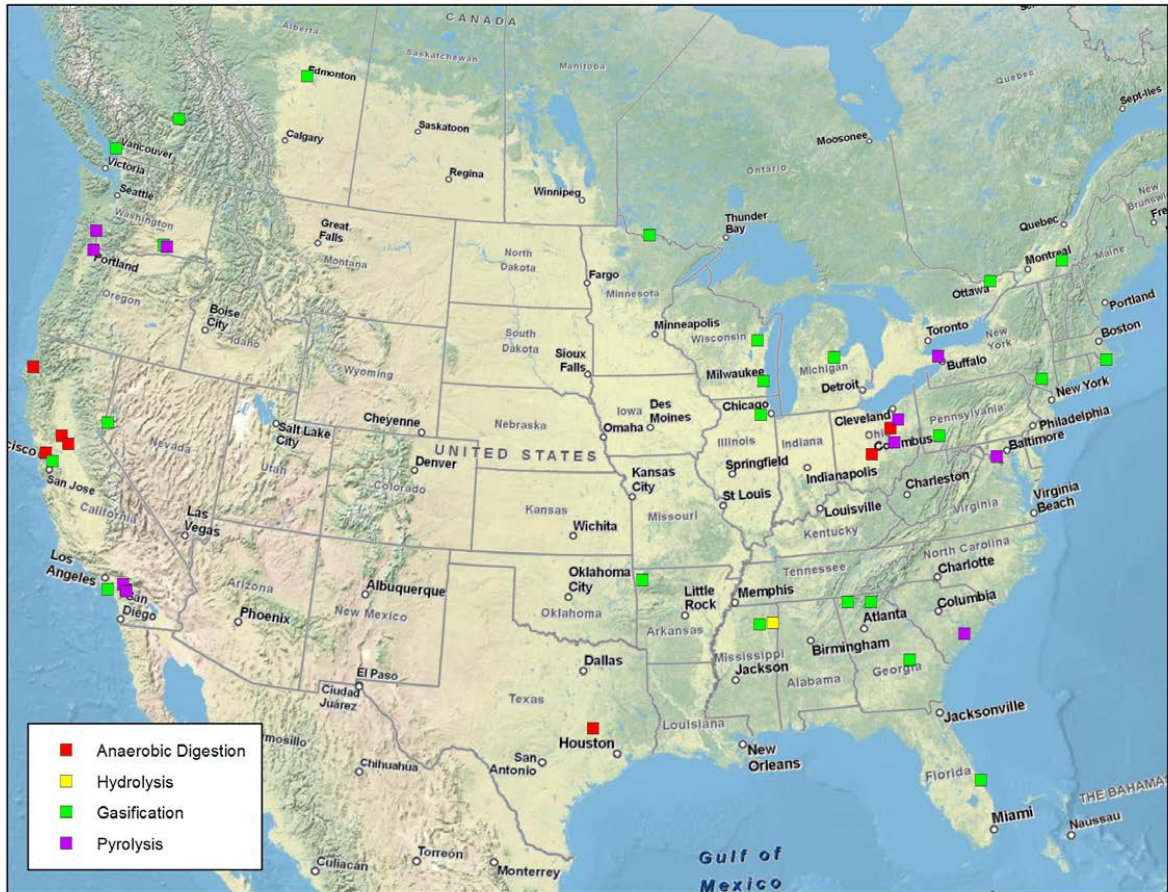 CANADA
Alberta
Saskatchewan
Manitoba
Quebec
Ontario
Edmonton
Calgary
Saskatoon
Regina
Winnipeg
Moosonee
Sept-Iles
Vancouver
Victoria
Seattle
Washington
Portland
Oregon
Boise
City
Idaho
Great
Falls
Montana
North
Dakota
Fargo
Minnesota
Thunder
Bay
Quebec
New
Brunswick
Fre
Maine
Montreal
Ottawa
Portland
Boston
Toronto
New
York
Buffalo
Minneapolis
Wisconsin
South
Dakota
Sioux
Falls
Wyoming
Milwaukee
Michigan
Detroit
New York
Chicago
Cleveland
Pennsylvania
Philadelphia
Baltimore
Iowa
Des
Moines
Omaha
Nebraska
Cheyenne
Salt Lake
City
Nevada
Utah
UNITED STATES
Denver
Colorado
Illinois
Indiana
Ohio
Columbus
Springfield
Indianapolis
Kansas
City
cisco
San Jose
California
Las
Vegas
Kansas
Wichita
Missouri
St Louis
Louisville
Charleston
Kentucky
Virginia
Virginia
Beach
Los
Angeles
San
Diego
Arizona
Phoenix
Albuquerque
New Mexico
Oklahoma
City
Oklahoma
Little
Rock
Arkansas
Memphis
Tennessee
North Carolina
Charlotte
Columbia
Atlanta
Birmingham
Georgia
Mississippi
Jackson
Alabama
Dallas
El Paso
Ciudad
Juárez
Texas
Houston
San
Antonio
Louisiana
New
Orleans
Jacksonville
Florida
Miami
THE BAHAMAS
Naussau
rmosillo
Chihuahua
Torreón
Monterrey
Culiacán
Gulf of
Mexico
Anaerobic Digestion
Hydrolysis
Gasification
Pyrolysis